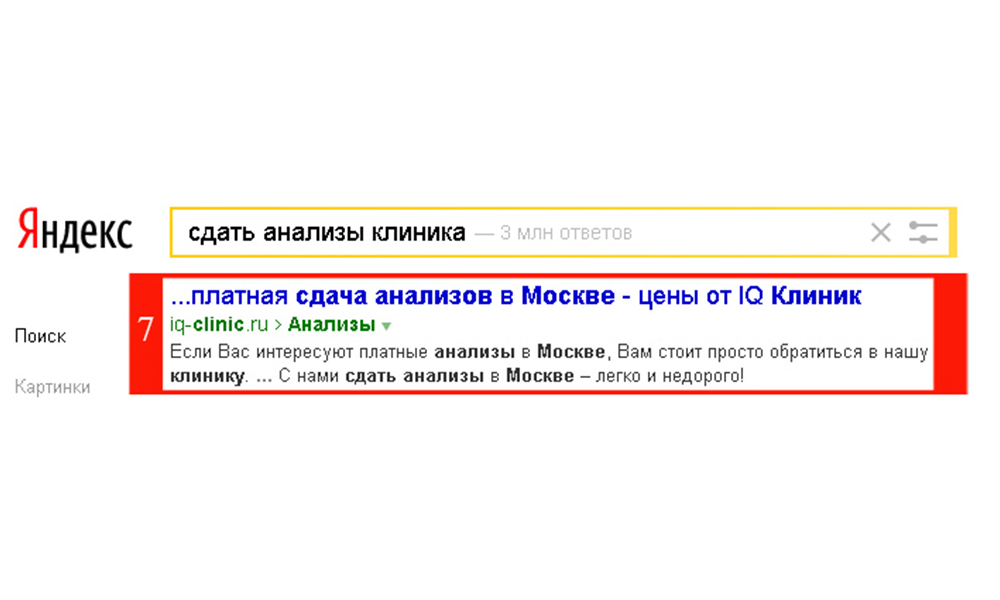 Яндекс
сдать анализы клиника — 3 млн ответов
Поиск
Картинки
7
...платная сдача анализов в Москве - цены от IQ Клиник
iq-clinic.ru › Анализы
Если Вас интересуют платные анализы в Москве, Вам стоит просто обратиться в нашу
клинику. ... С нами сдать анализы в Москве – легко и недорого!